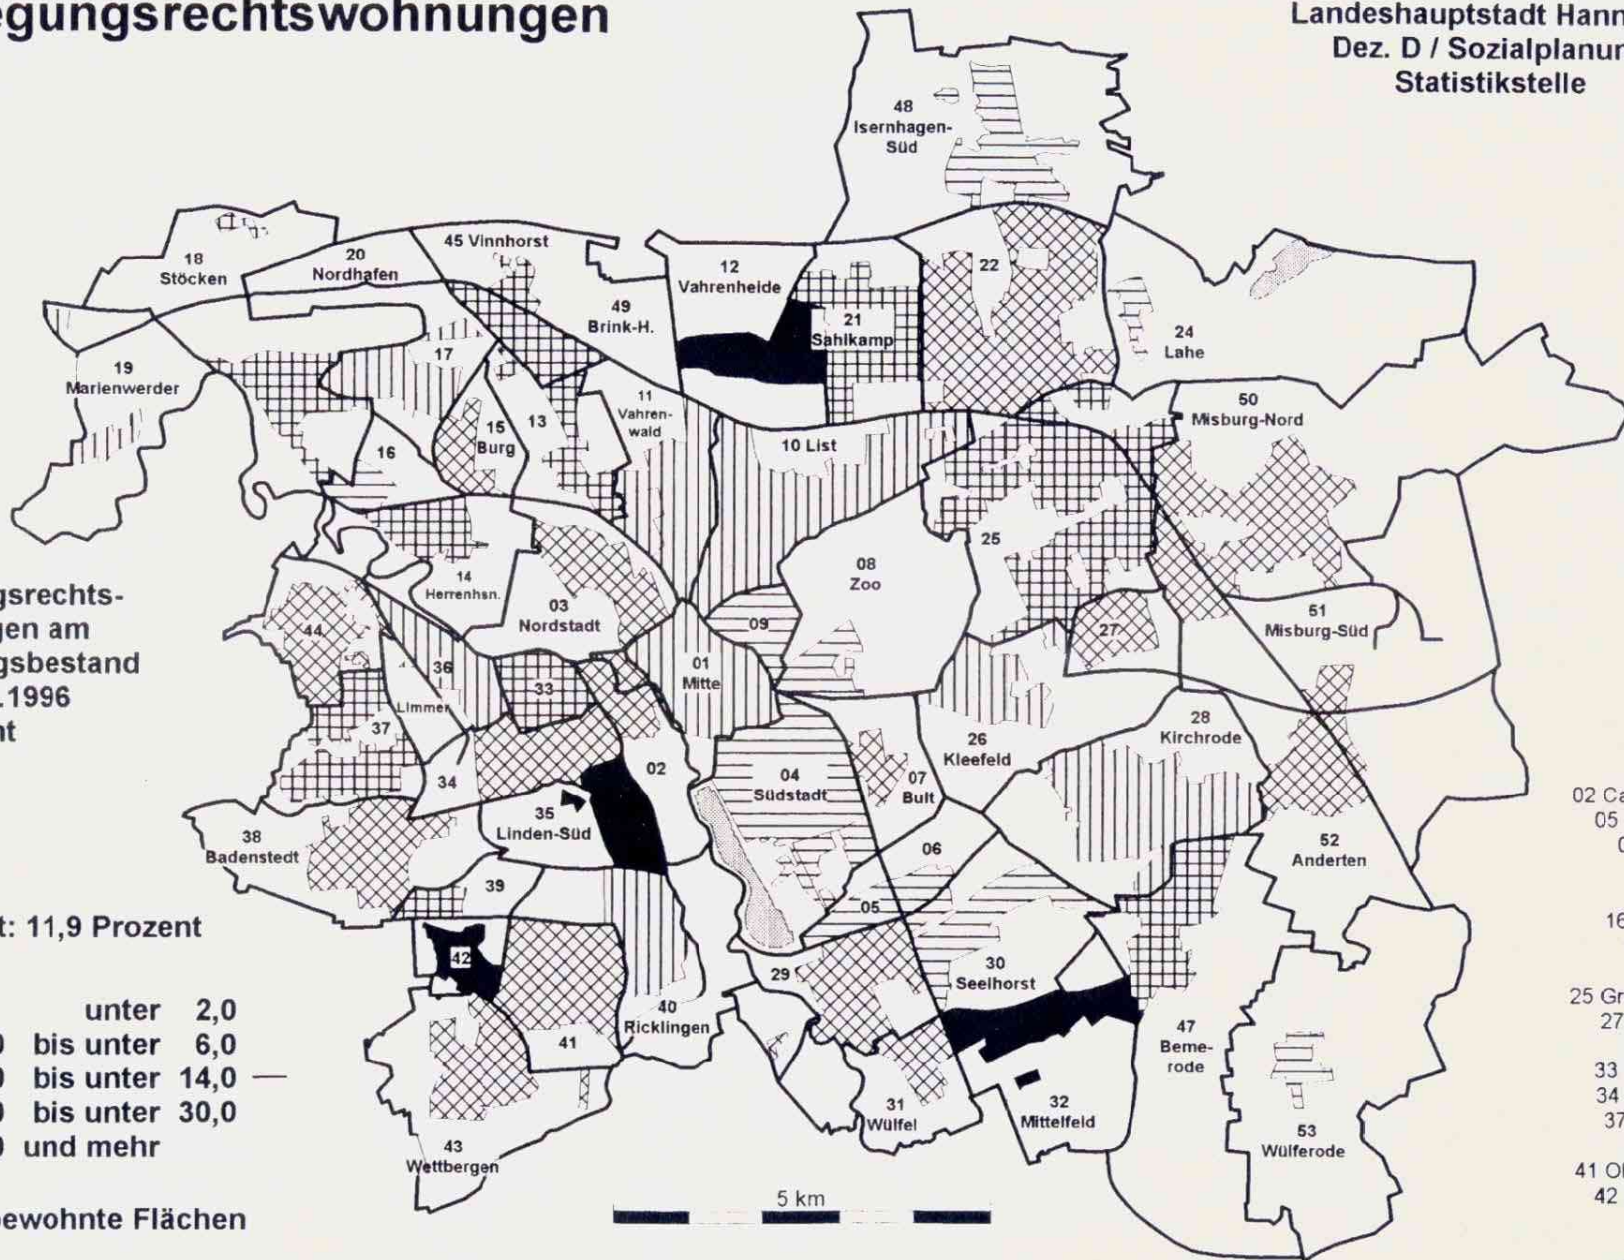 egungsrechtswohnungen
Landeshauptstadt Hann
Dez. D / Sozialplanun
Statistikstelle
48
Isernhagen-
Süd
18
Stöcken
20
Nordhafen
45 Vinnhorst
12
Vahrenheide
22
49
Brink-H.
21
Sahlkamp
24
Lahe
19
Marienwerder
17
11
Vahren-
wald
50
Misburg-Nord
15
Burg
13
10 List
16
25
08
Zoo
14
Herrenhsn.
03
Nordstadt
09
27
51
Misburg-Süd
44
gsrechts-
gen am
gsbestand
.1996
nt
36
01
Mitte
33
Limmer
37
28
Kirchrode
26
Kleefeld
34
02
04
Südstadt
07
Bult
35
Linden-Süd
38
Badenstedt
06
52
Anderten
02 Ca
05
39
05
16
t: 11,9 Prozent
42
29
30
Seelhorst
40
Ricklingen
25 Gr
27
unter 2,0
0 bis unter 6,0
0 bis unter 14,0 —
0 bis unter 30,0
0 und mehr
41
47
Beme-
rode
33
34
37
31
Wülfel
32
Mittelfeld
53
Wülferode
43
Wettbergen
41 Ob
42
5 km
bewohnte Flächen